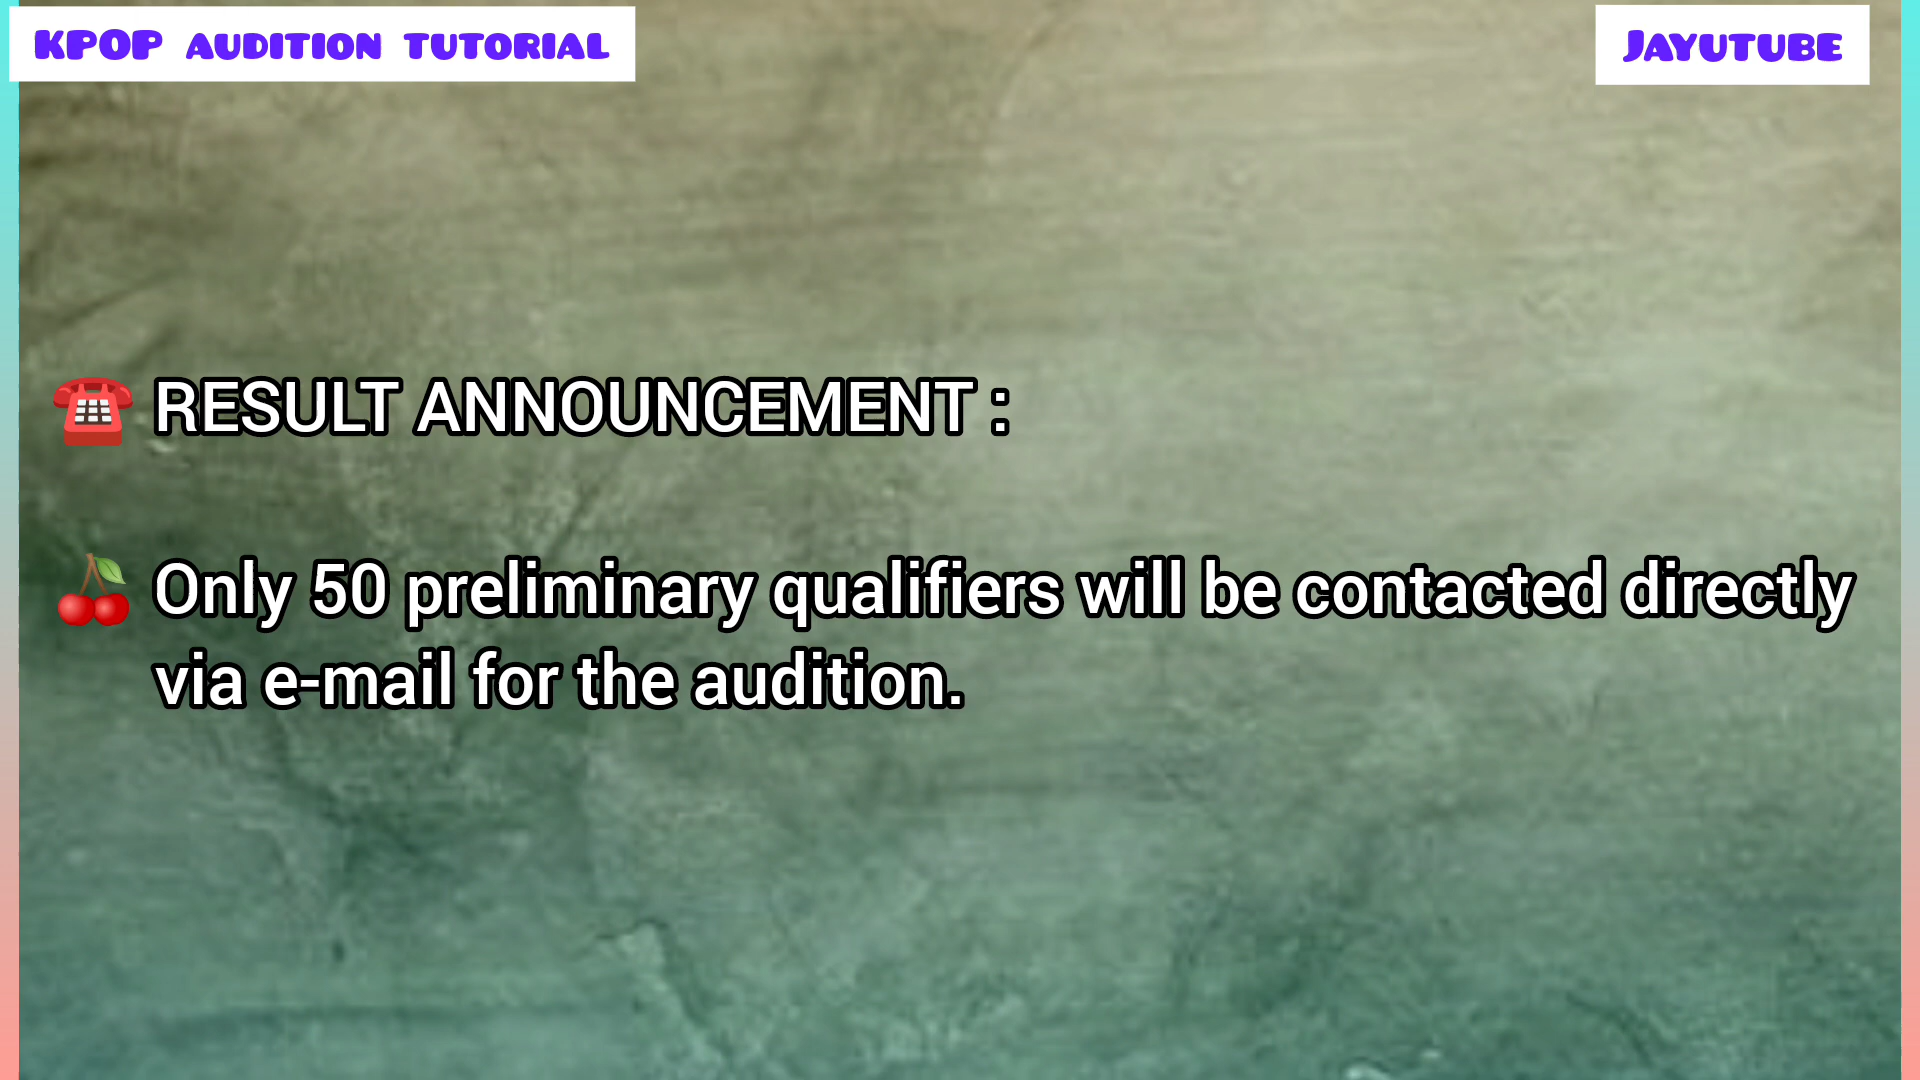 KPOP AUDITION TUTORIAL
JAYUTUBE
☎️ RESULT ANNOUNCEMENT :
🍒 Only 50 preliminary qualifiers will be contacted directly
via e-mail for the audition.